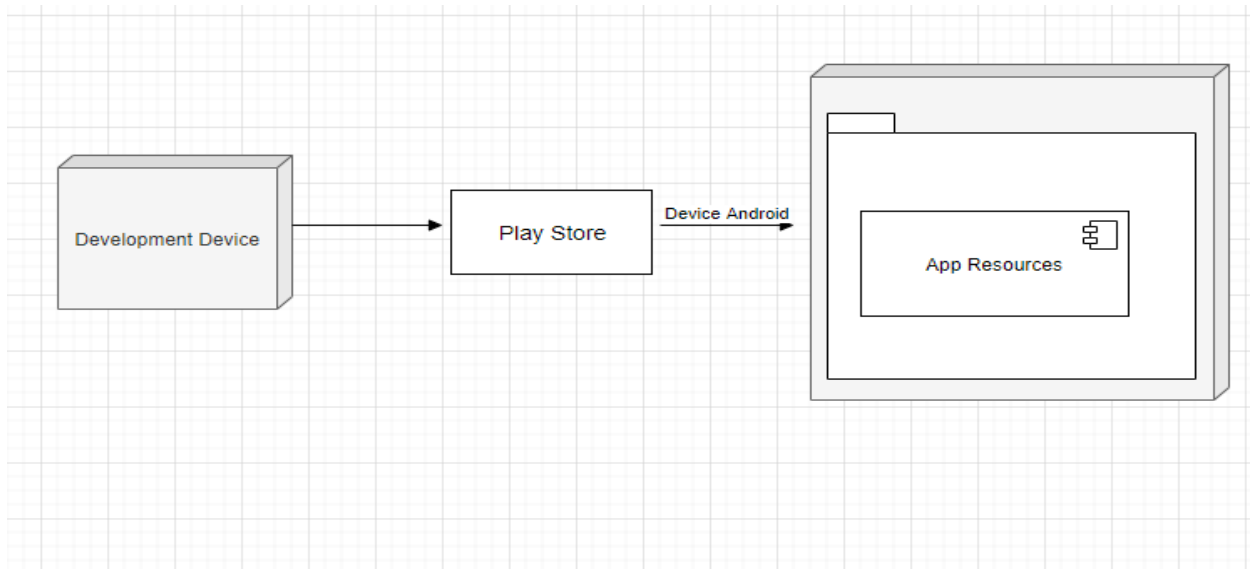 Development Device
Play Store
Device Android
App Resources